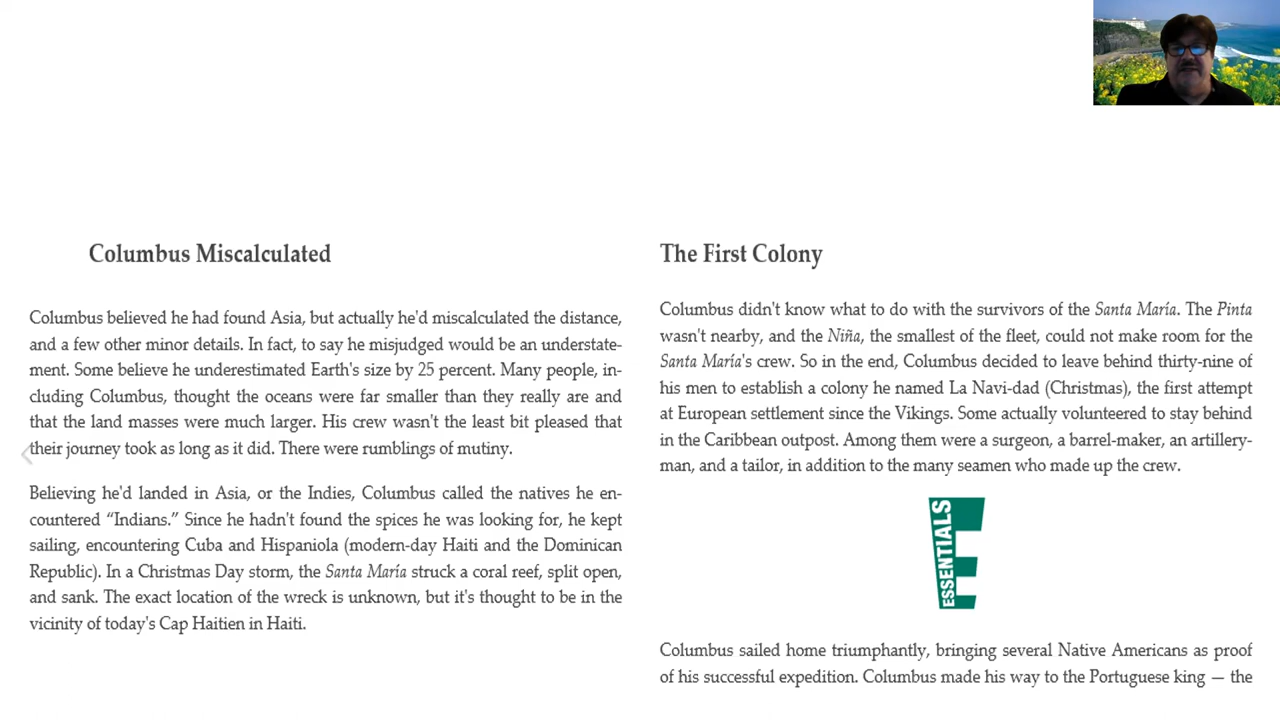 Columbus Miscalculated
Columbus believed he had found Asia, but actually he'd miscalculated the distance,
and a few other minor details. In fact, to say he misjudged would be an understate-
ment. Some believe he underestimated Earth's size by 25 percent. Many people, in-
cluding Columbus, thought the oceans were far smaller than they really are and
that the land masses were much larger. His crew wasn't the least bit pleased that
their journey took as long as it did. There were rumblings of mutiny.
Believing he'd landed in Asia, or the Indies, Columbus called the natives he en-
countered “Indians.” Since he hadn't found the spices he was looking for, he kept
sailing, encountering Cuba and Hispaniola (modern-day Haiti and the Dominican
Republic). In a Christmas Day storm, the Santa María struck a coral reef, split open,
and sank. The exact location of the wreck is unknown, but it's thought to be in the
vicinity of today's Cap Haitien in Haiti.
The First Colony
Columbus didn't know what to do with the survivors of the Santa María. The Pinta
wasn't nearby, and the Niña, the smallest of the fleet, could not make room for the
Santa María's crew. So in the end, Columbus decided to leave behind thirty-nine of
his men to establish a colony he named La Navi-dad (Christmas), the first attempt
at European settlement since the Vikings. Some actually volunteered to stay behind
in the Caribbean outpost. Among them were a surgeon, a barrel-maker, an artillery-
man, and a tailor, in addition to the many seamen who made up the crew.
E
ESSENTIALS
Columbus sailed home triumphantly, bringing several Native Americans as proof
of his successful expedition. Columbus made his way to the Portuguese king — the